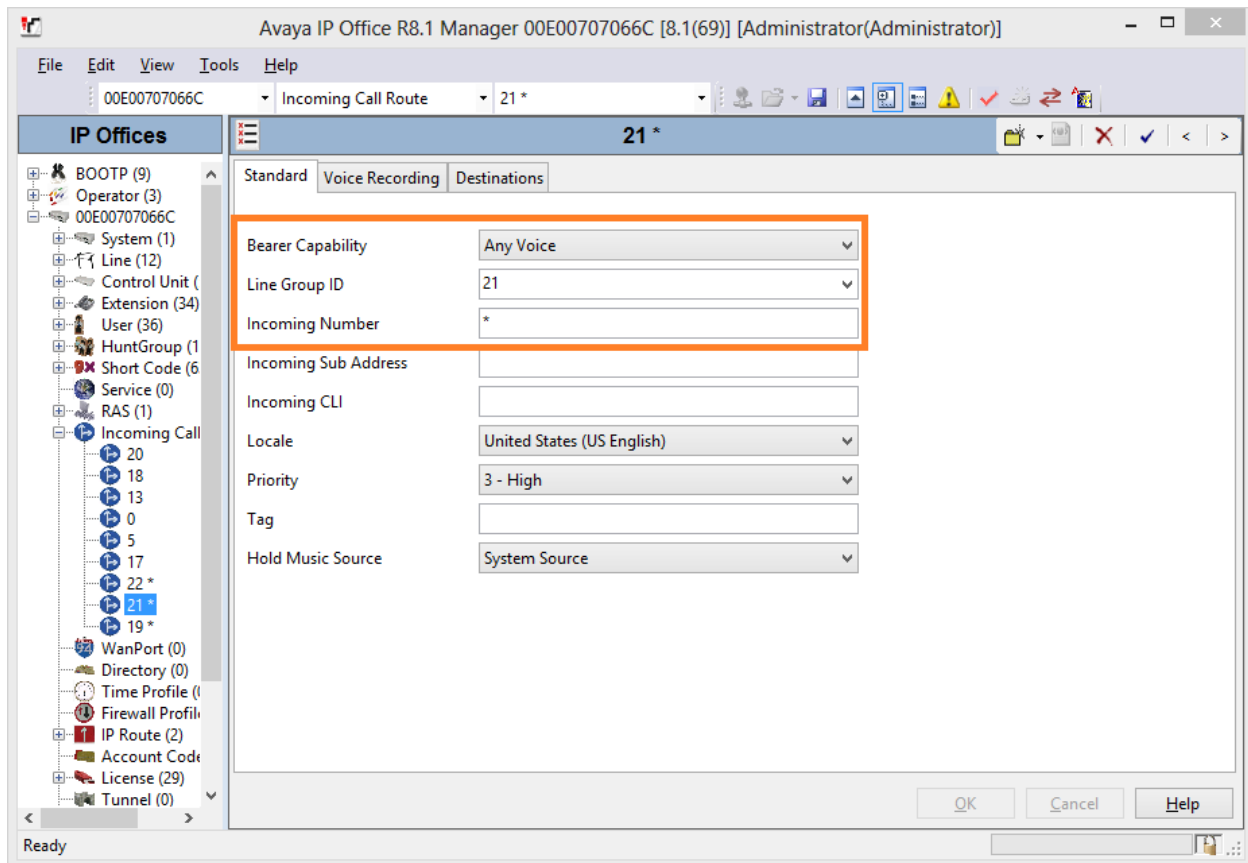 Avaya IP Office R8.1 Manager 00E00707066C [8.1(69)] [Administrator(Administrator)]
File Edit View Tools Help
00E00707066C Incoming Call Route 21 *
IP Offices
21 *
BOOTP (9)
Operator (3)
00E00707066C
System (1)
Line (12)
Control Unit (
Extension (34)
User (36)
HuntGroup (1
Short Code (6
Service (0)
RAS (1)
Incoming Call
20
18
13
0
5
17
22 *
21 *
19 *
WanPort (0)
Directory (0)
Time Profile (
Firewall Profil
IP Route (2)
Account Code
License (29)
Tunnel (0)
Standard Voice Recording Destinations
Bearer Capability Any Voice
Line Group ID 21
Incoming Number *
Incoming Sub Address
Incoming CLI
Locale United States (US English)
Priority 3 - High
Tag
Hold Music Source System Source
OK Cancel Help
Ready